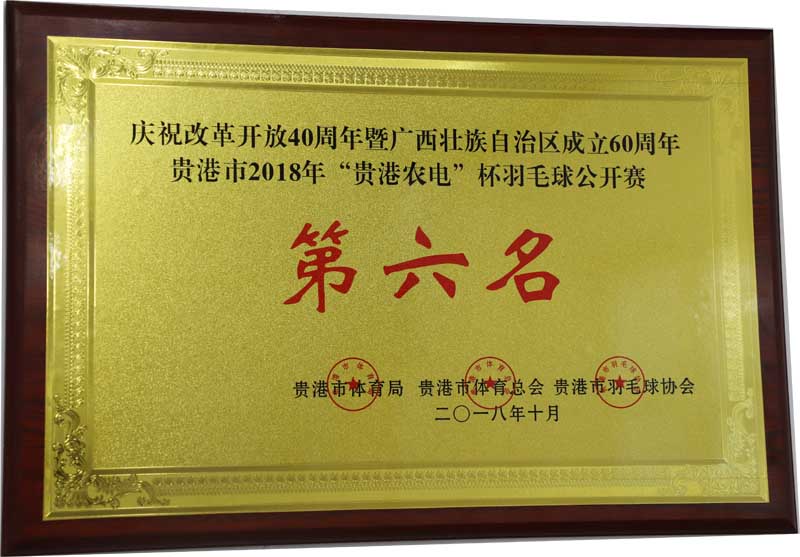 庆祝改革开放40周年暨广西壮族自治区成立60周年
贵港市2018年“贵港农电”杯羽毛球公开赛
第六名
贵港市体育局 贵港市体育总会 贵港市羽毛球协会
二〇一八年十月